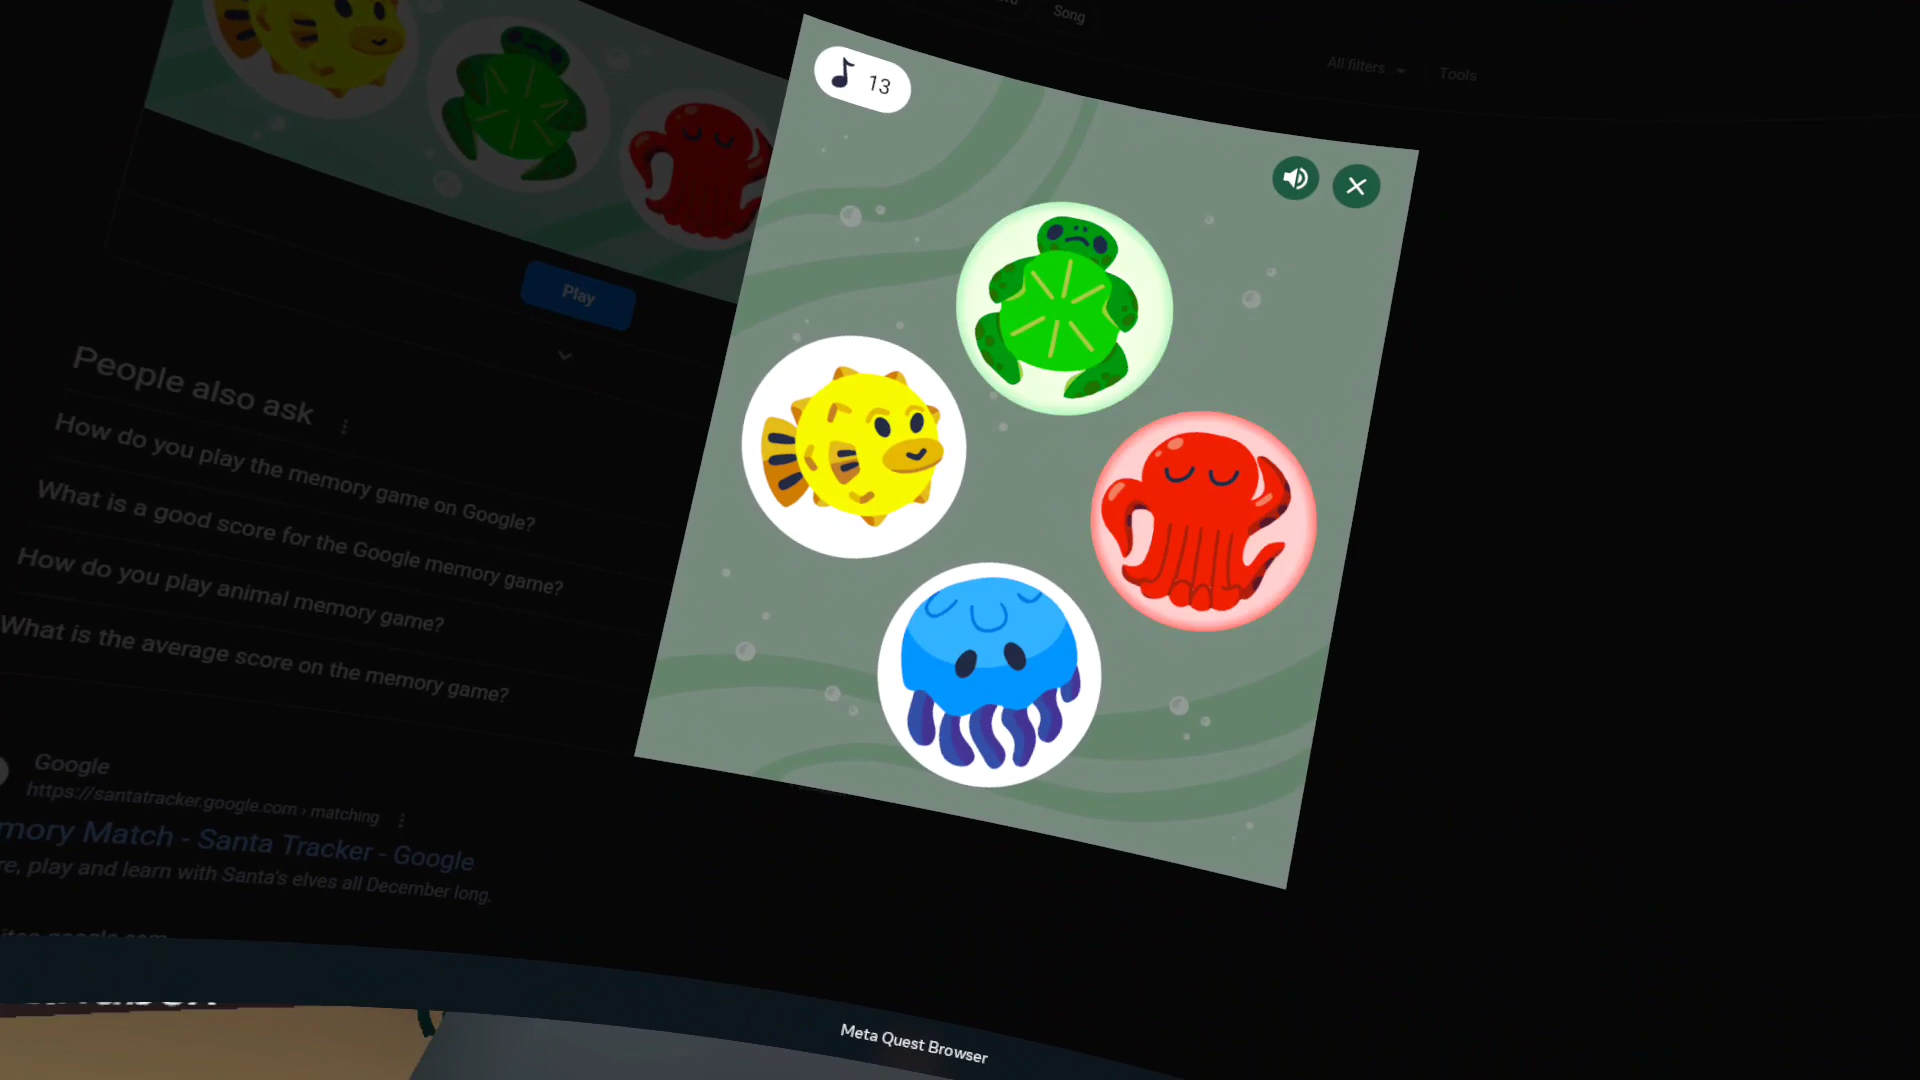 Song
All filters
Tools
13
Play
People also ask
How do you play the memory game on Google?
What is a good score for the Google memory game?
How do you play animal memory game?
What is the average score on the memory game?
Google
https://santatracker.google.com › matching
mory Match - Santa Tracker - Google
re, play and learn with Santa's elves all December long.
Meta Quest Browser